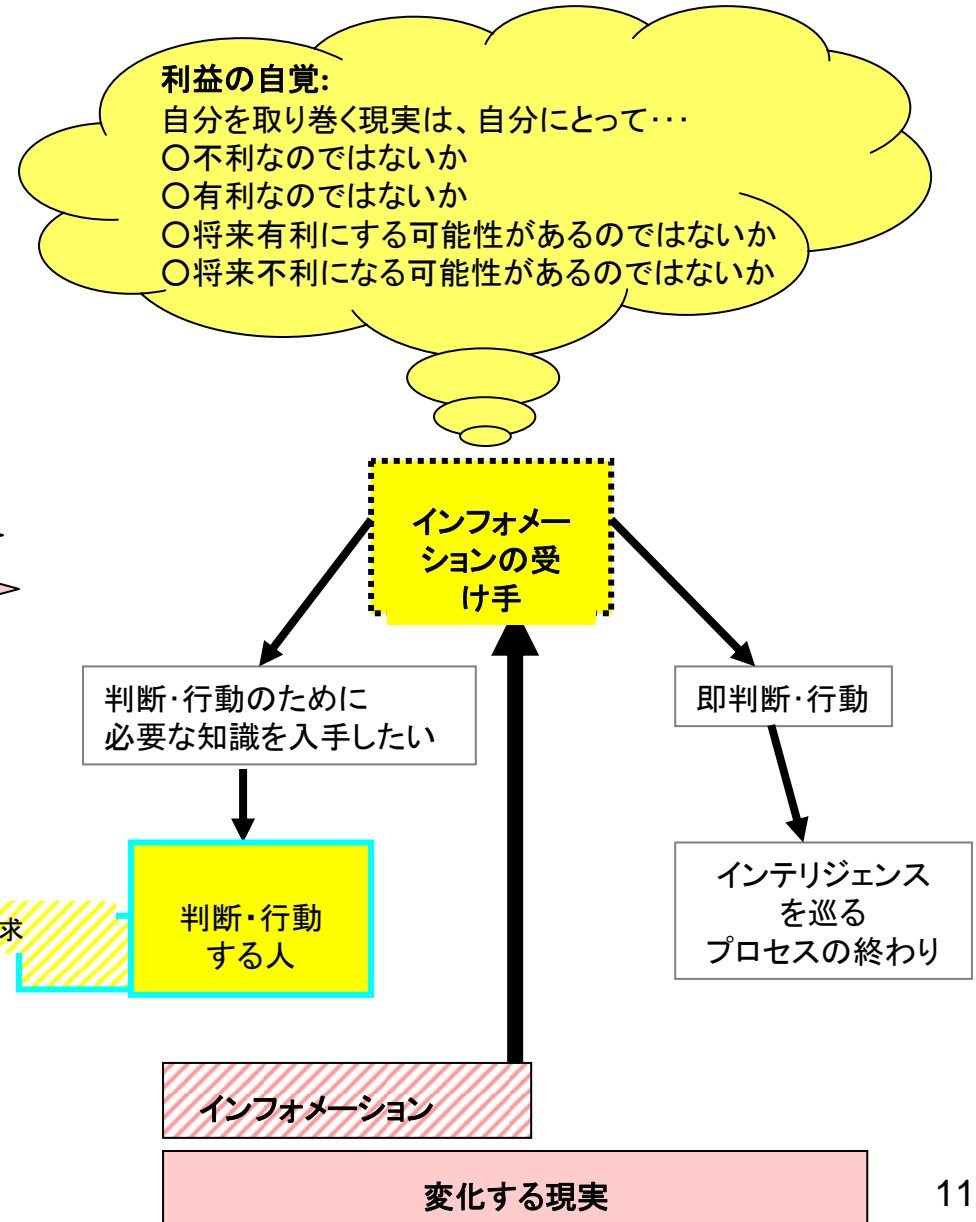 利益の自覚:
自分を取り巻く現実は、自分にとって･･･
○不利なのではないか
○有利なのではないか
○将来有利にする可能性があるのではないか
○将来不利になる可能性があるのではないか
インフォメー
ションの受
け手
判断･行動のために
必要な知識を入手したい
即判断･行動
求
判断・行動
する人
インテリジェンス
を巡る
プロセスの終わり
インフォメーション
変化する現実
11